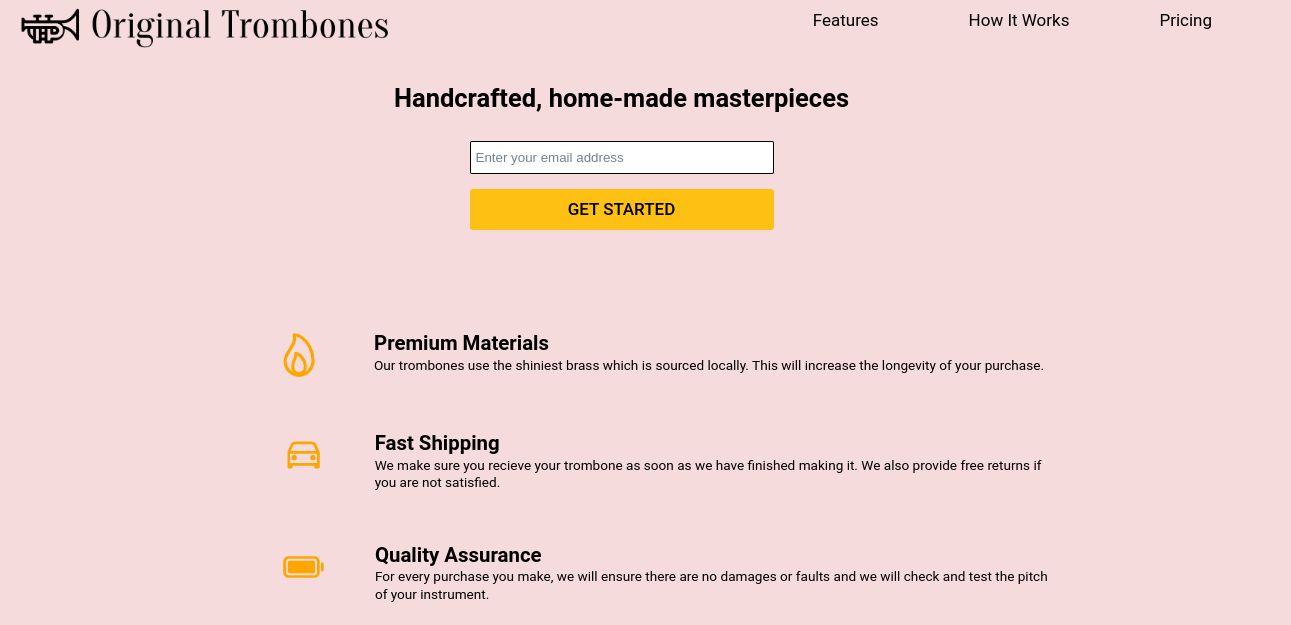 Original Trombones
Features
How It Works
Pricing
Handcrafted, home-made masterpieces
Enter your email address
GET STARTED
Premium Materials
Our trombones use the shiniest brass which is sourced locally. This will increase the longevity of your purchase.
Fast Shipping
We make sure you recieve your trombone as soon as we have finished making it. We also provide free returns if
you are not satisfied.
Quality Assurance
For every purchase you make, we will ensure there are no damages or faults and we will check and test the pitch
of your instrument.